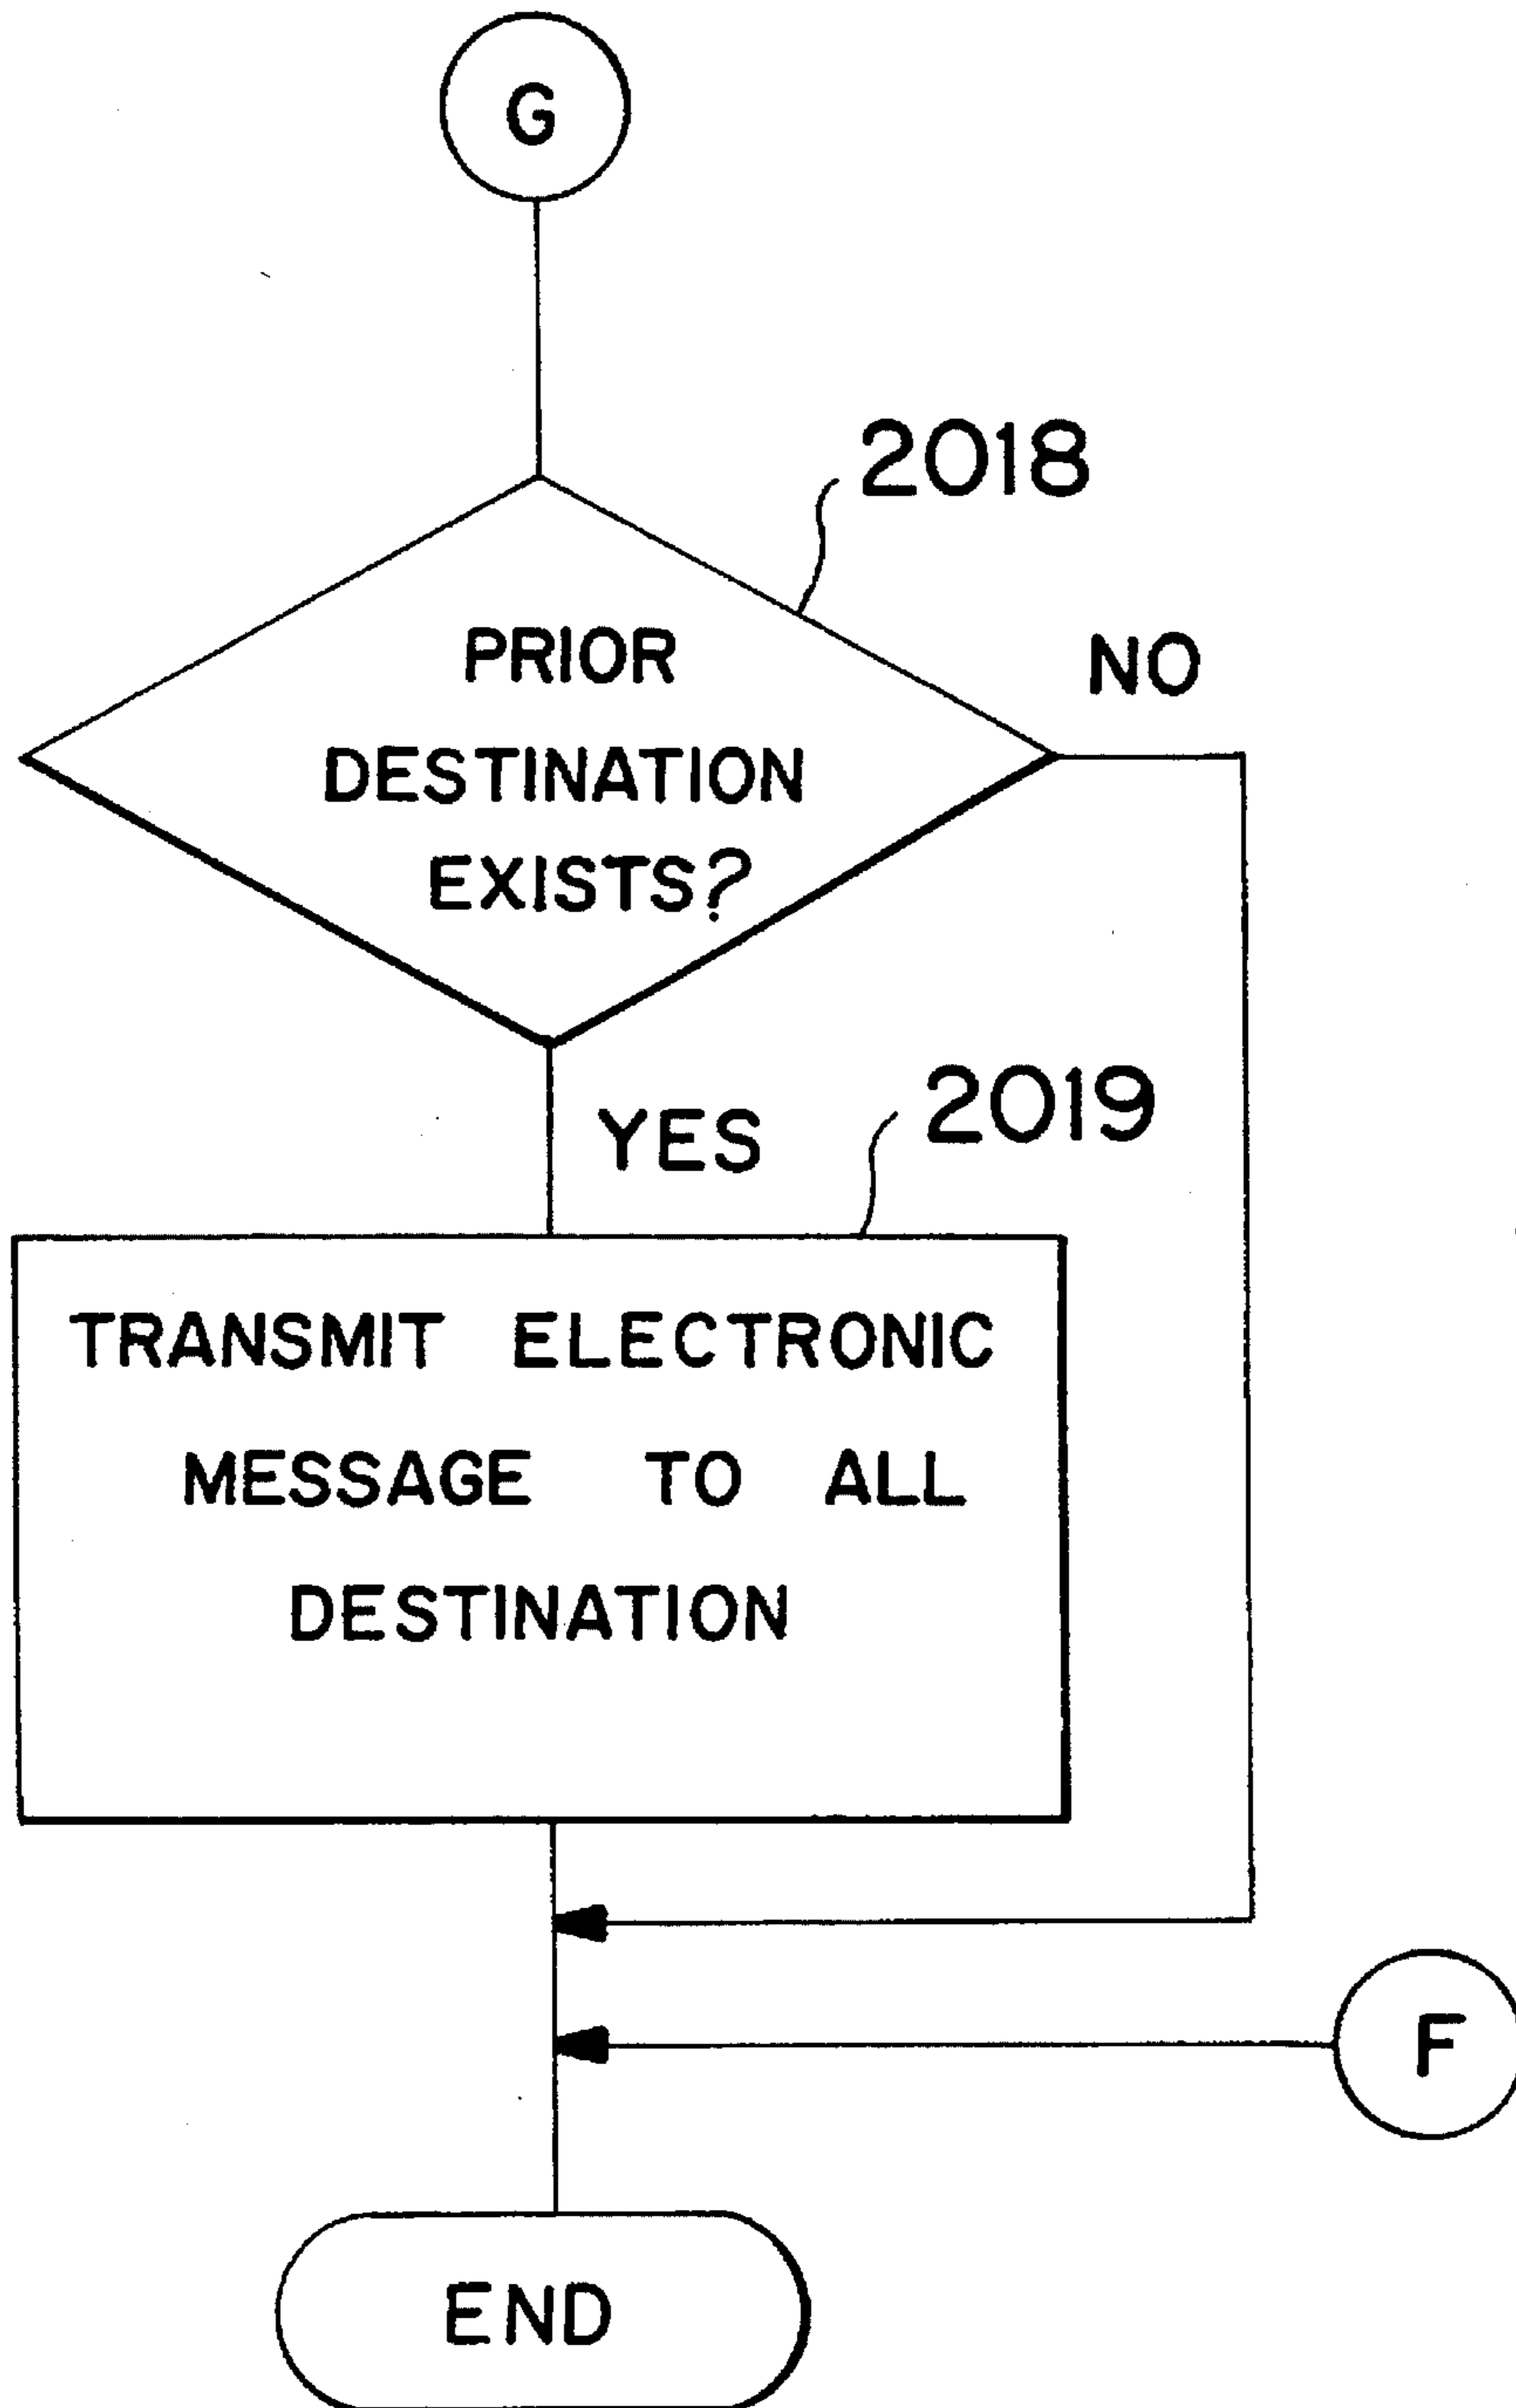 G
2018
PRIOR
DESTINATION
EXISTS?
NO
YES
2019
TRANSMIT ELECTRONIC
MESSAGE TO ALL
DESTINATION
F
END